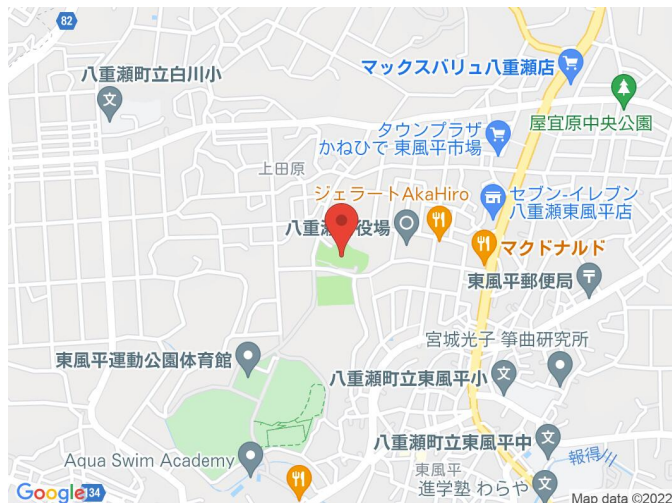 82
八重瀬町立白川小
マックスバリュ八重瀬店
屋宜原中央公園
タウンプラザ
かねひで 東風平市場
上田原
ジェラートAkaHiro
セブン-イレブン
八重瀬東風平店
八重瀬 役場
マクドナルド
東風平郵便局
宮城光子 箏曲研究所
東風平運動公園体育館
八重瀬町立東風平小
八重瀬町立東風平中
報得川
Aqua Swim Academy
東風平
進学塾 わらや
Google
134
Map data ©2022